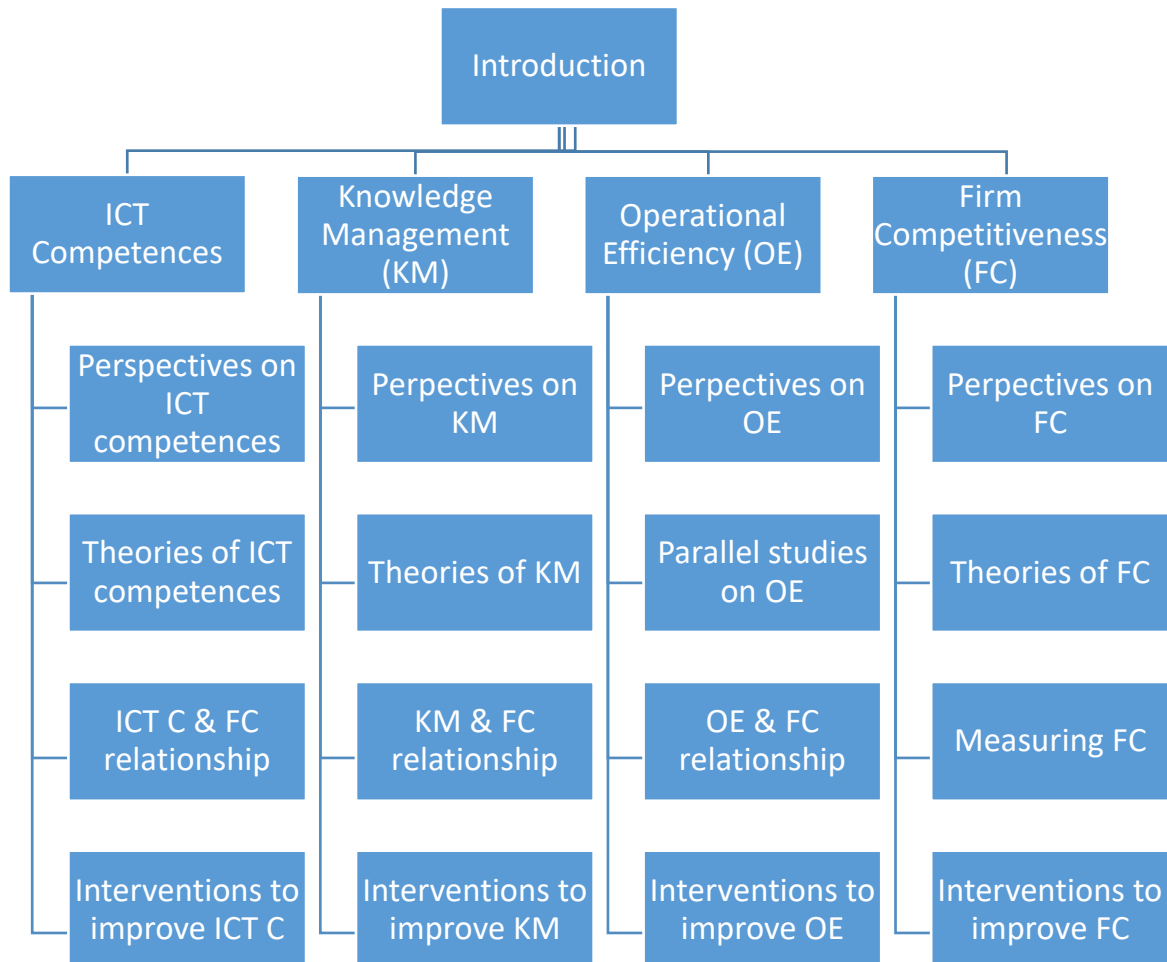 Introduction
ICT
Competences
Perspectives on
ICT
competences
Theories of ICT
competences
ICT C & FC
relationship
Interventions to
improve ICT C
Knowledge
Management
(KM)
Perpectives on
KM
Theories of KM
KM & FC
relationship
Interventions to
improve KM
Operational
Efficiency (OE)
Perpectives on
OE
Parallel studies
on OE
OE & FC
relationship
Interventions to
improve OE
Firm
Competitiveness
(FC)
Perpectives on
FC
Theories of FC
Measuring FC
Interventions to
improve FC